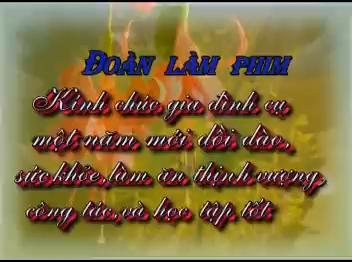 ĐOÀN LÀM PHIM
Kính chúc gia đình cụ
một năm mới dồi dào,
sức khỏe, làm ăn thịnh vượng,
công tác, và học tập tốt